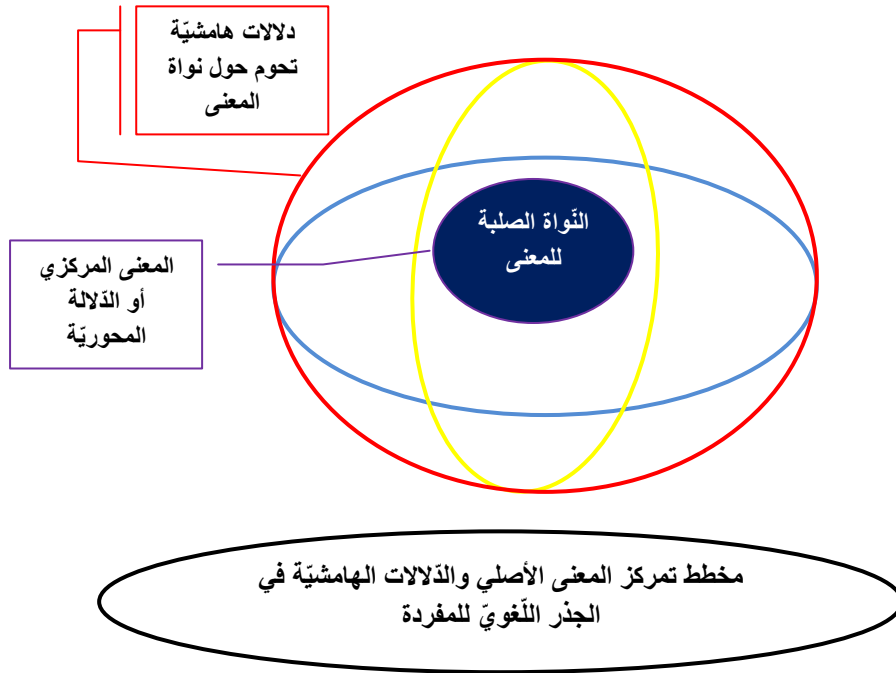 دلالات هامشيّة
تحوم حول نواة
المعنى
النّواة الصلبة
للمعنى
المعنى المركزي
أو الدّلالة
المحوريّة
مخطط تمركز المعنى الأصلي والدّلالات الهامشيّة في
الجذر اللّغويّ للمفردة